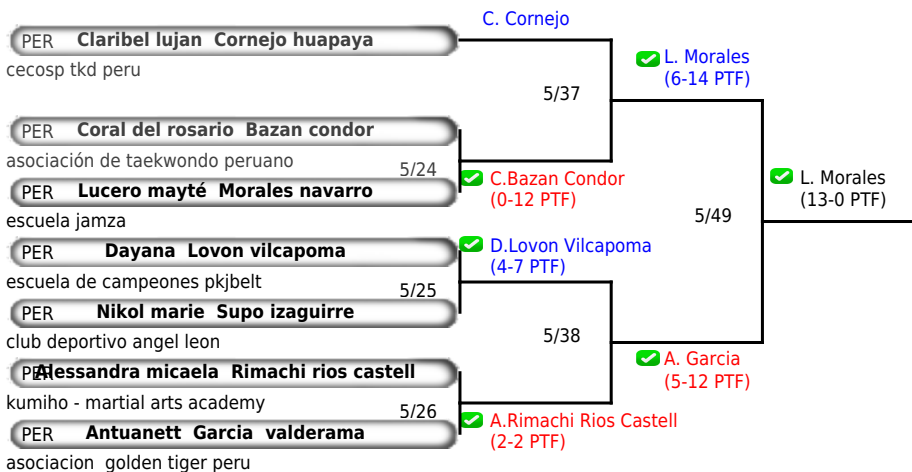 C. Cornejo
PER Claribel lujan Cornejo huapaya
cecosp tkd peru
L. Morales
(6-14 PTF)
5/37
PER Coral del rosario Bazan condor
asociación de taekwondo peruano
5/24
C.Bazan Condor
(0-12 PTF)
PER Lucero mayté Morales navarro
escuela jamza
L. Morales
(13-0 PTF)
5/49
PER Dayana Lovon vilcapoma
D.Lovon Vilcapoma
(4-7 PTF)
escuela de campeones pkjbelt
5/25
PER Nikol marie Supo izaguirre
club deportivo angel leon
5/38
A. Garcia
(5-12 PTF)
PER Alessandra micaela Rimachi rios castell
kumiho - martial arts academy
5/26
A.Rimachi Rios Castell
(2-2 PTF)
PER Antuanett Garcia valderama
asociacion golden tiger peru